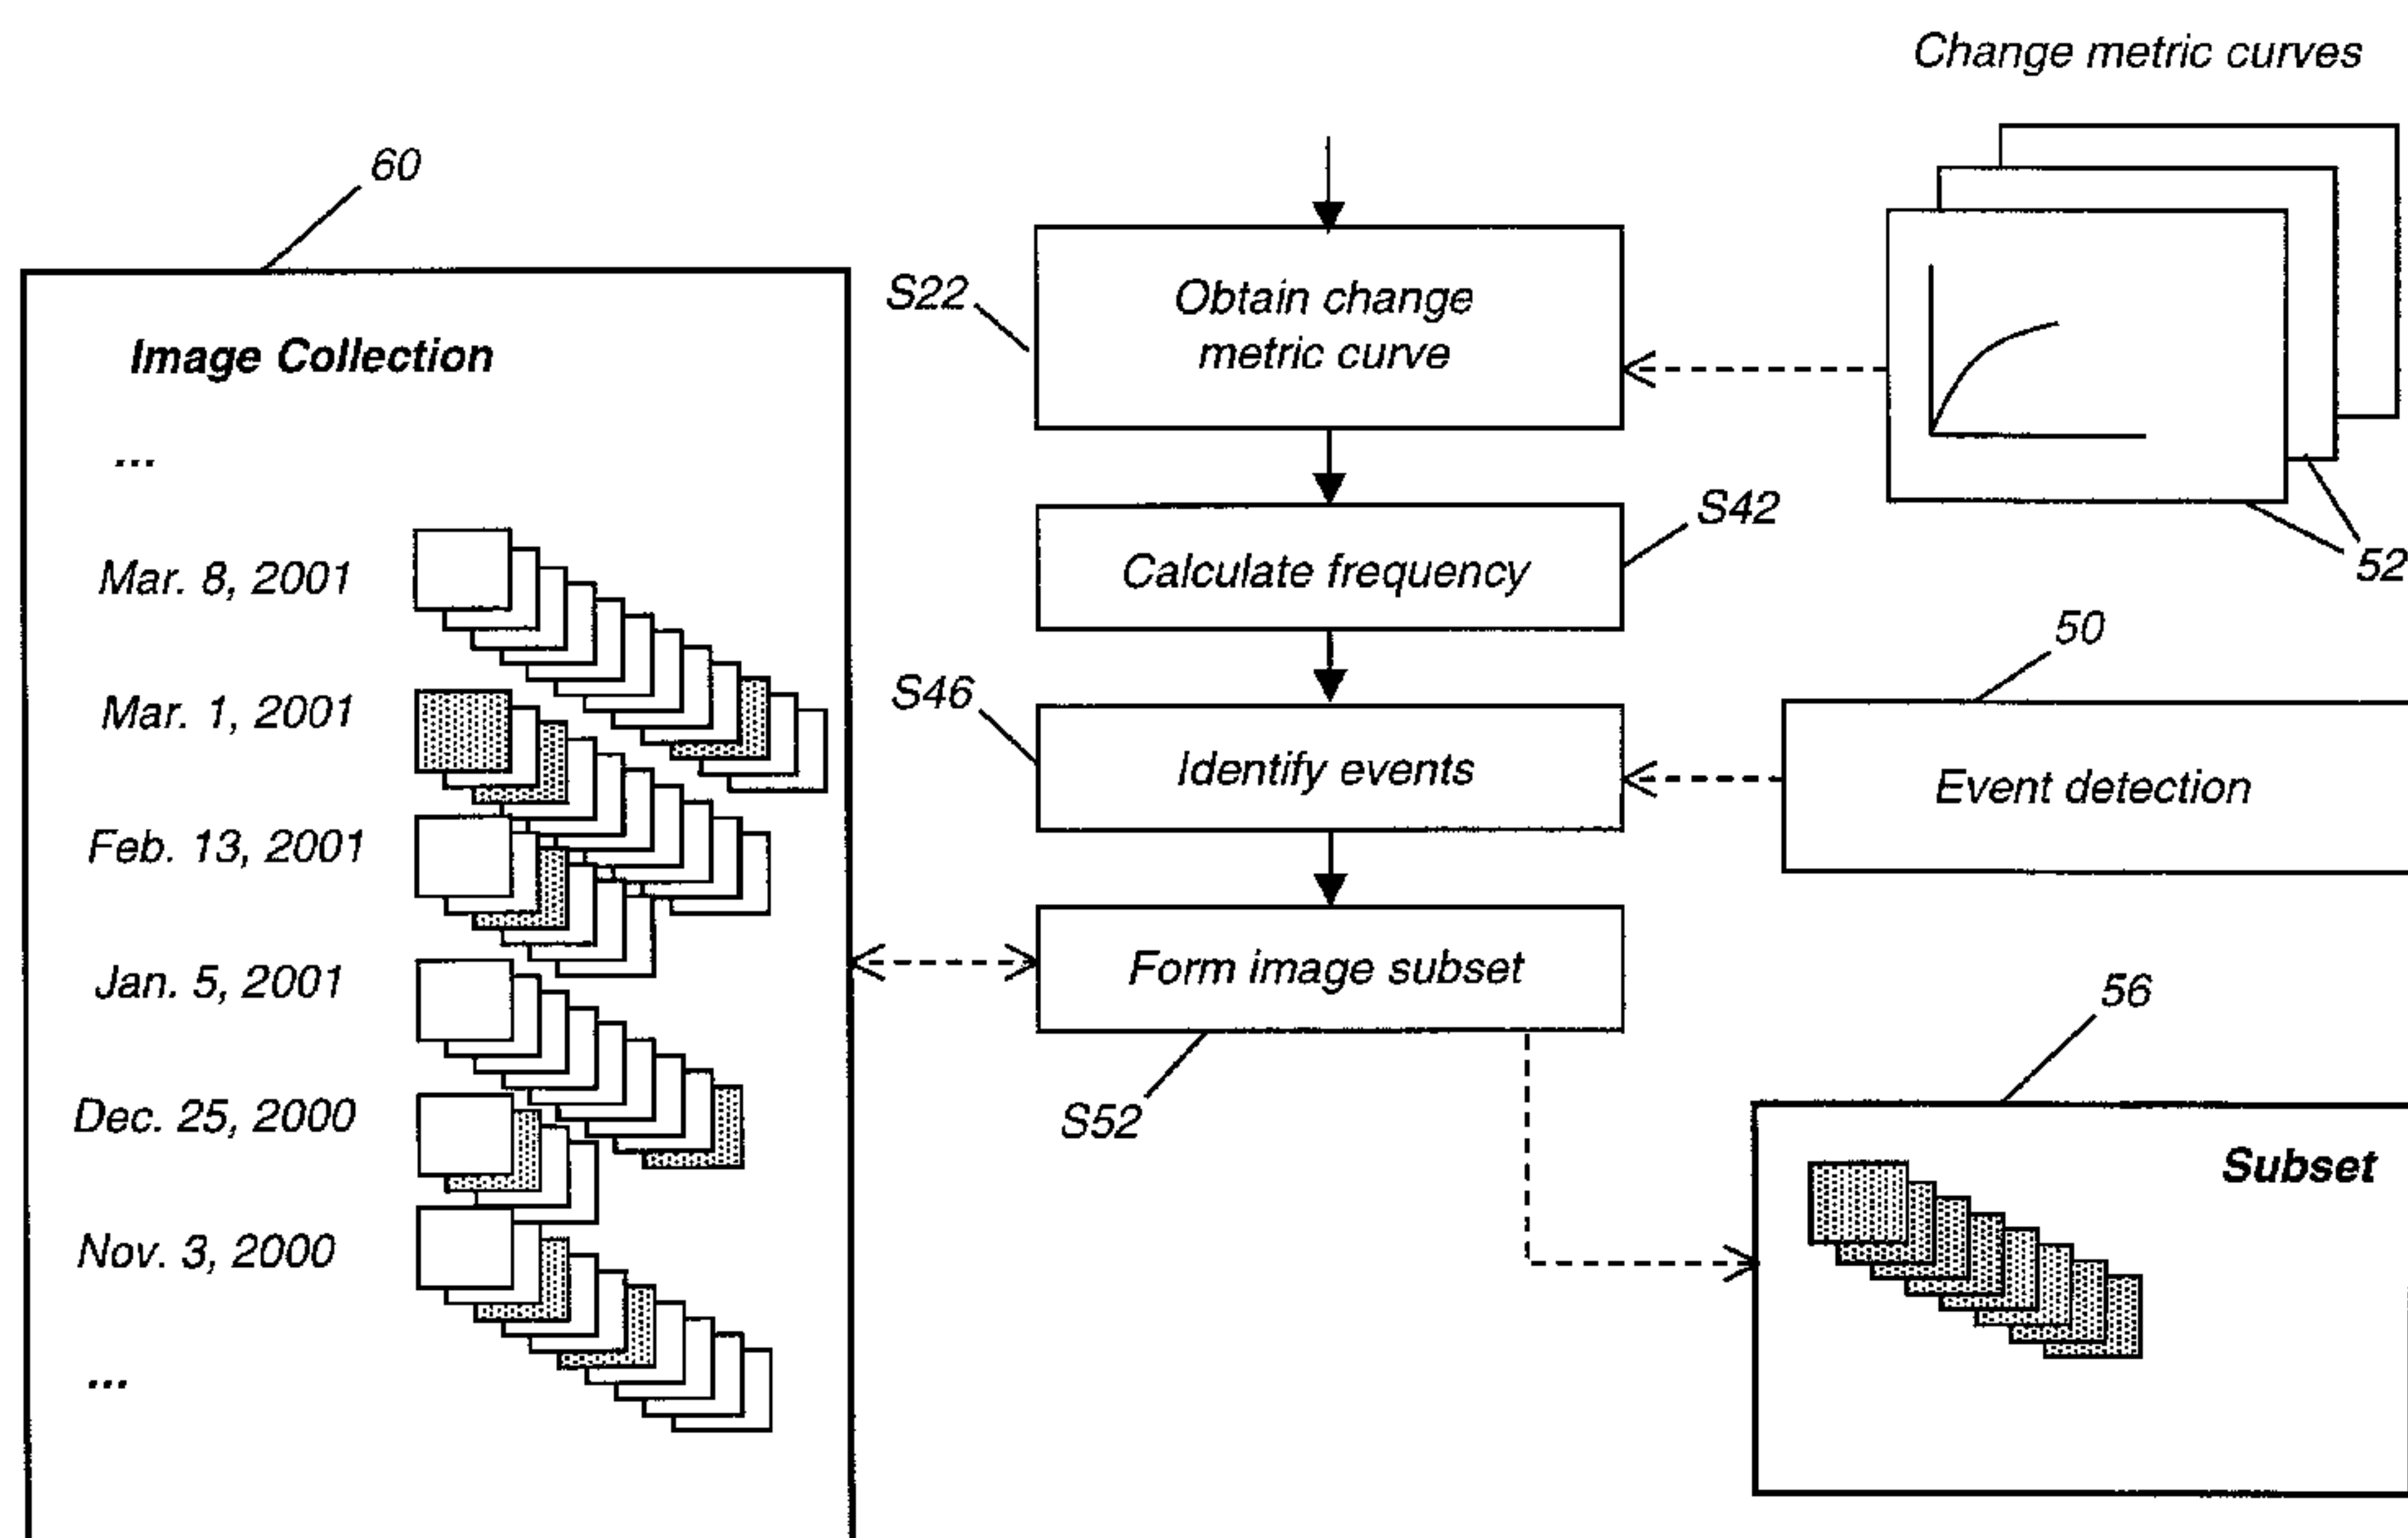 Change metric curves
60
S22
Obtain change
metric curve
Image Collection
...
S42
Calculate frequency
52
Mar. 8, 2001
50
S46
Mar. 1, 2001
Identify events
Event detection
Feb. 13, 2001
Form image subset
Jan. 5, 2001
56
S52
Dec. 25, 2000
Subset
Nov. 3, 2000
...